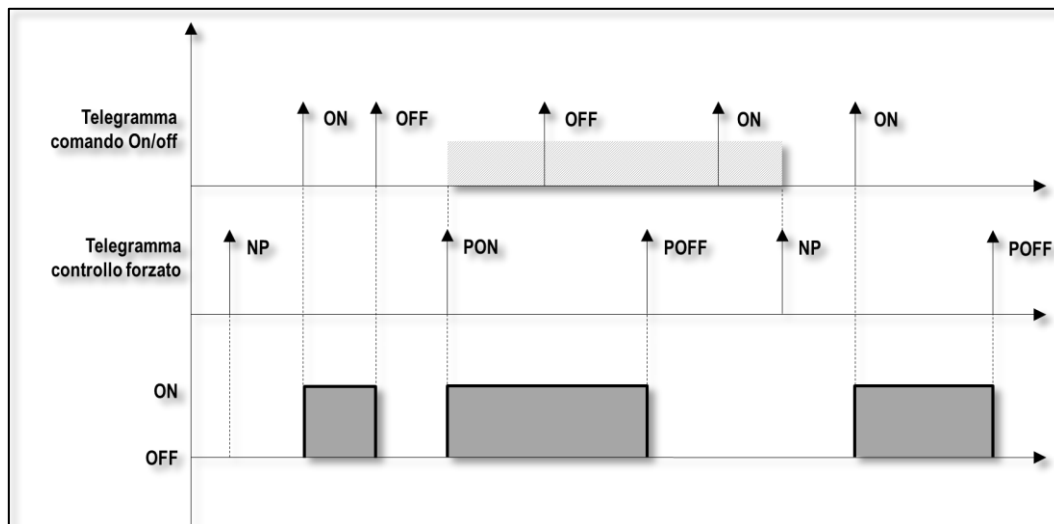 Telegramma
comando On/off
ON
OFF
OFF
ON
ON
Telegramma
controllo forzato
NP
PON
POFF
NP
POFF
ON
OFF